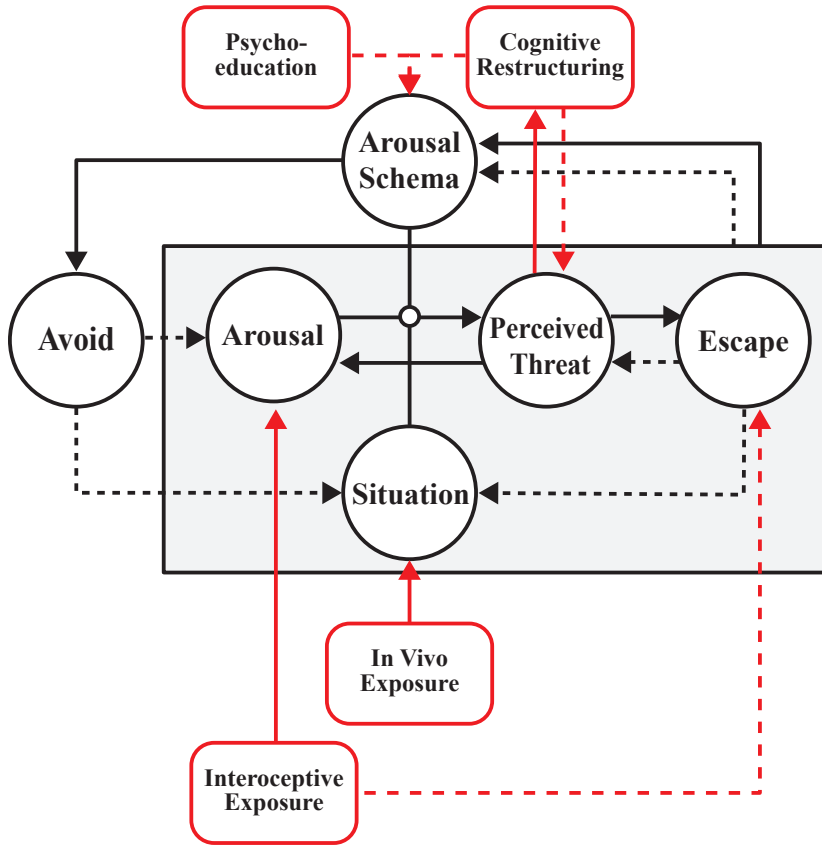 Psycho-
education
Cognitive
Restructuring
Arousal
Schema
Avoid
Arousal
Perceived
Threat
Escape
Situation
In Vivo
Exposure
Interoceptive
Exposure